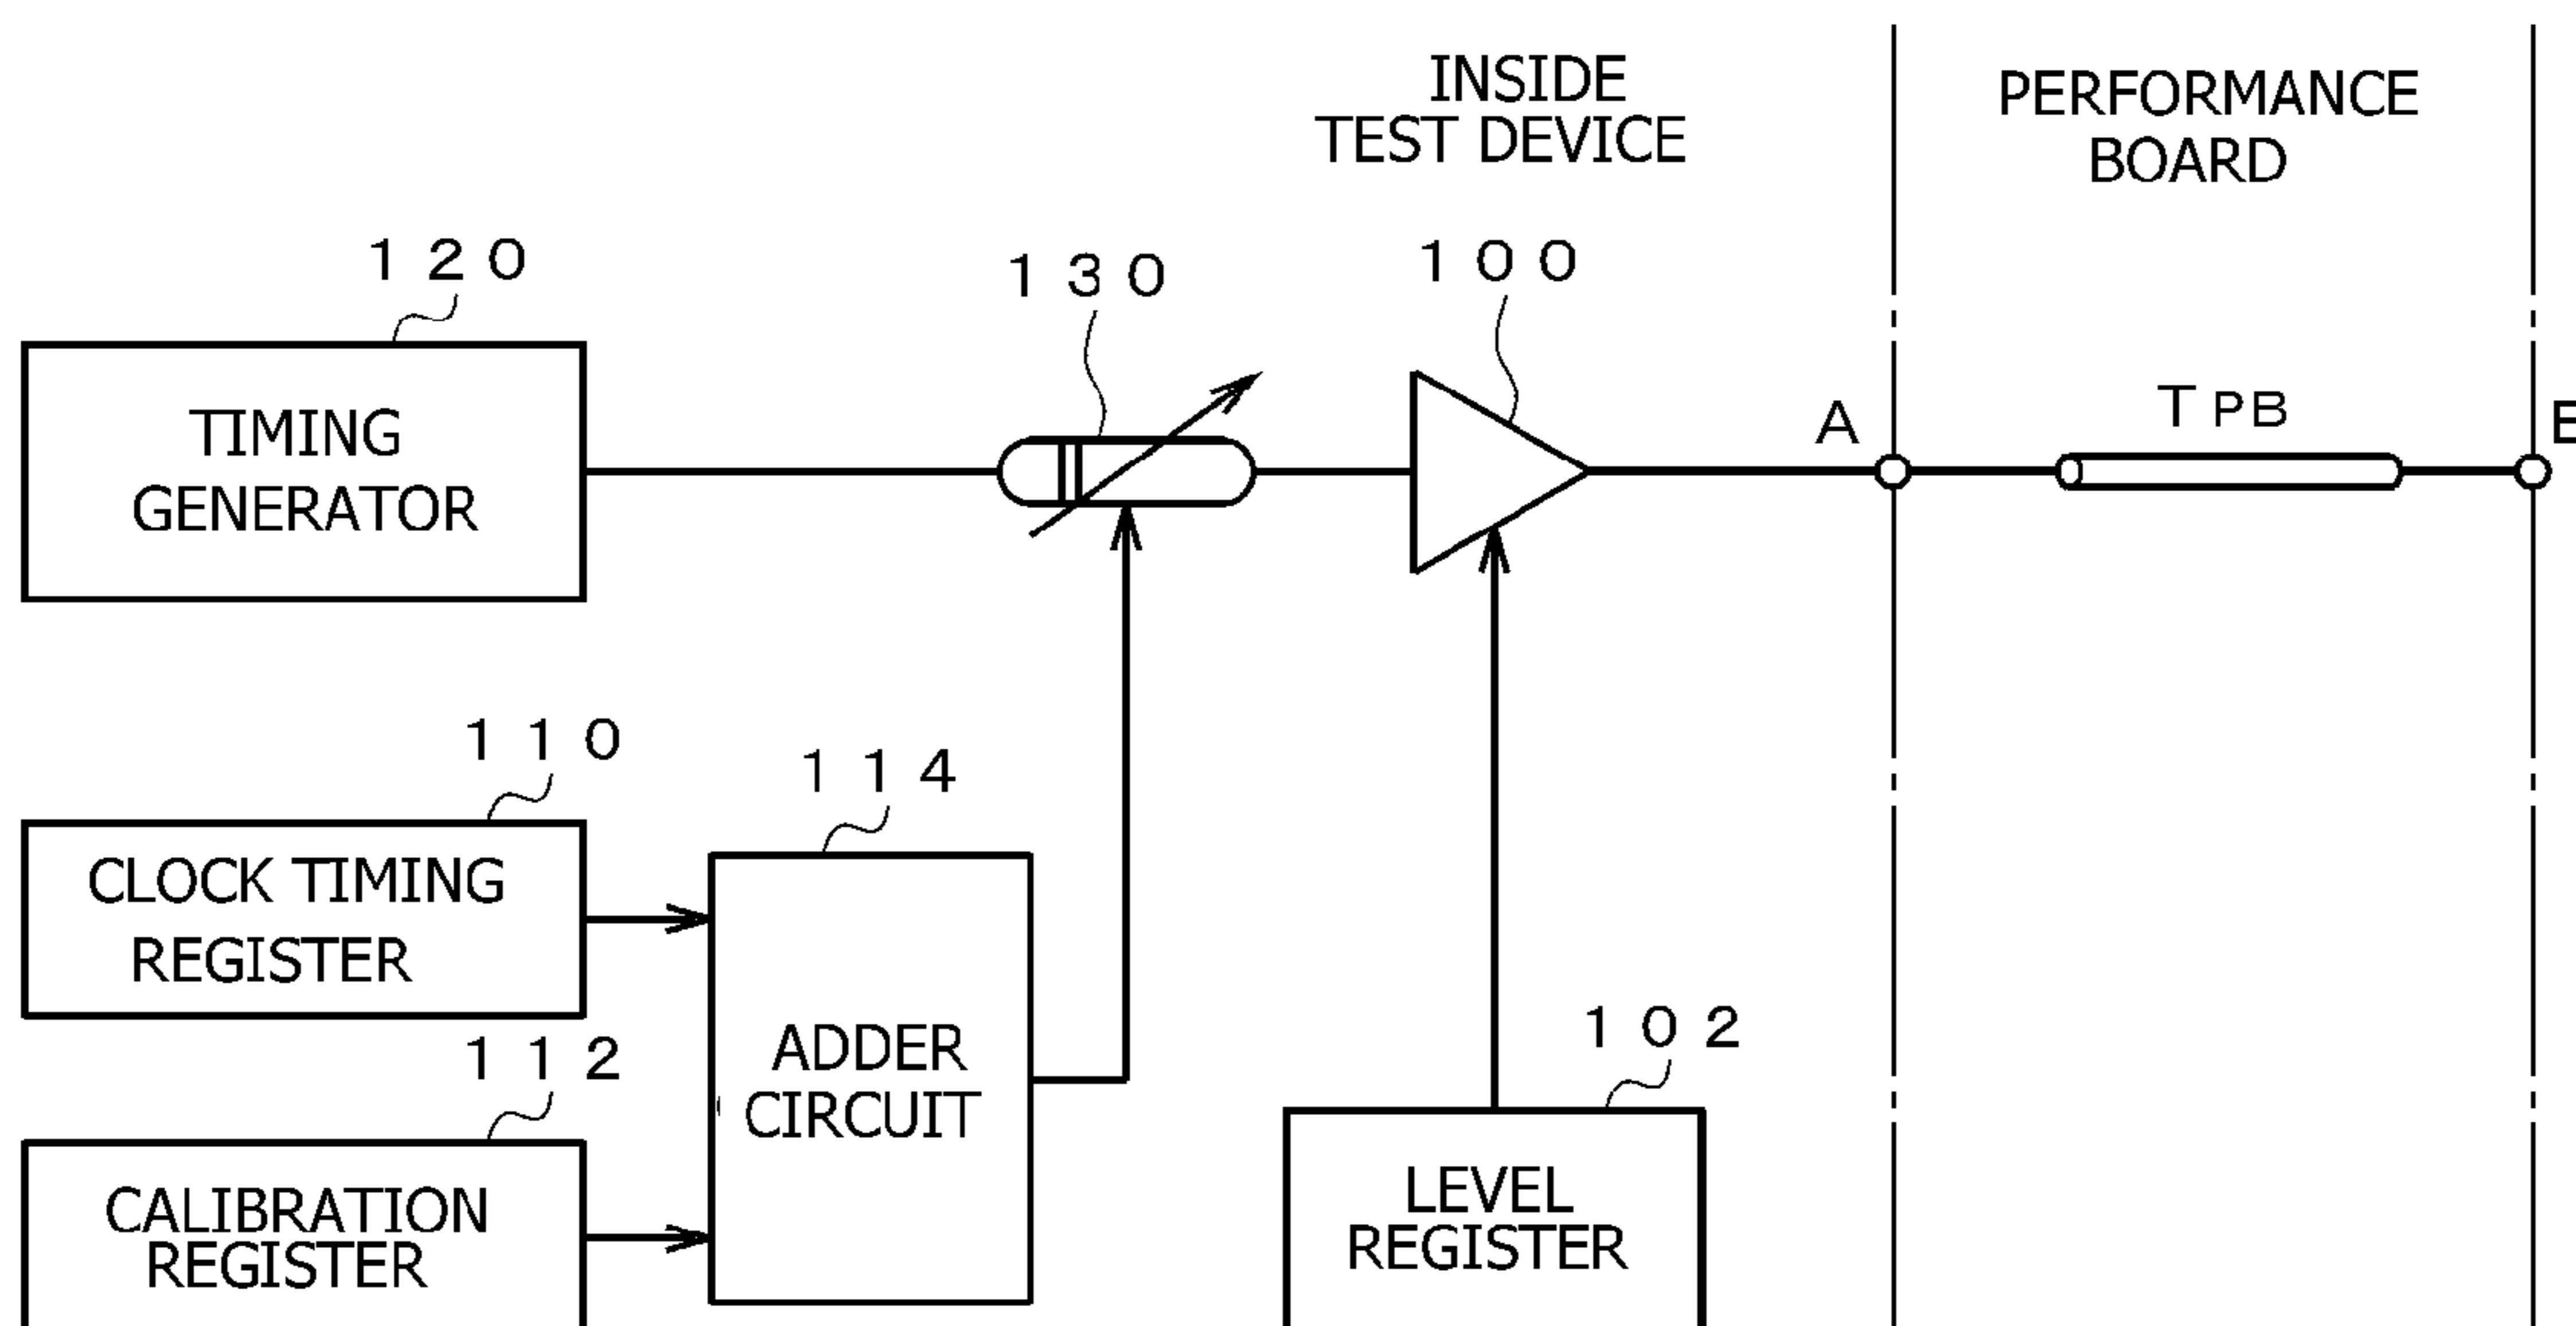 INSIDE
TEST DEVICE
PERFORMANCE
BOARD
120
130
100
TIMING
GENERATOR
A
TPB
110
114
CLOCK TIMING
REGISTER
112
ADDER
CIRCUIT
102
CALIBRATION
REGISTER
LEVEL
REGISTER